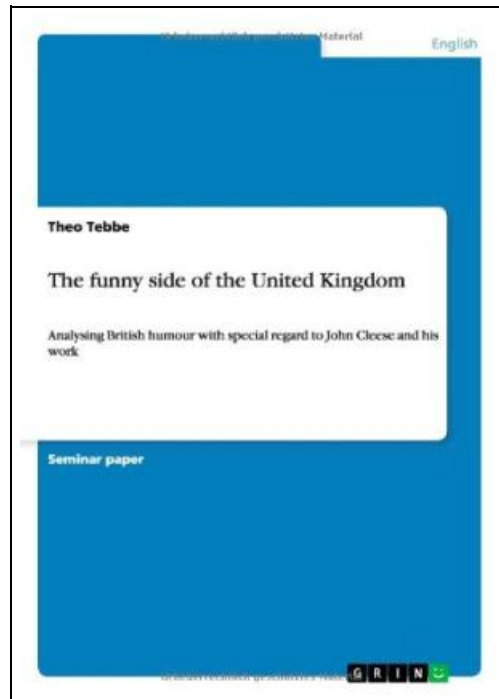 Material
English
Theo Tebbe
The funny side of the United Kingdom
Analysing British humour with special regard to John Cleese and his
work
Seminar paper
GRIN